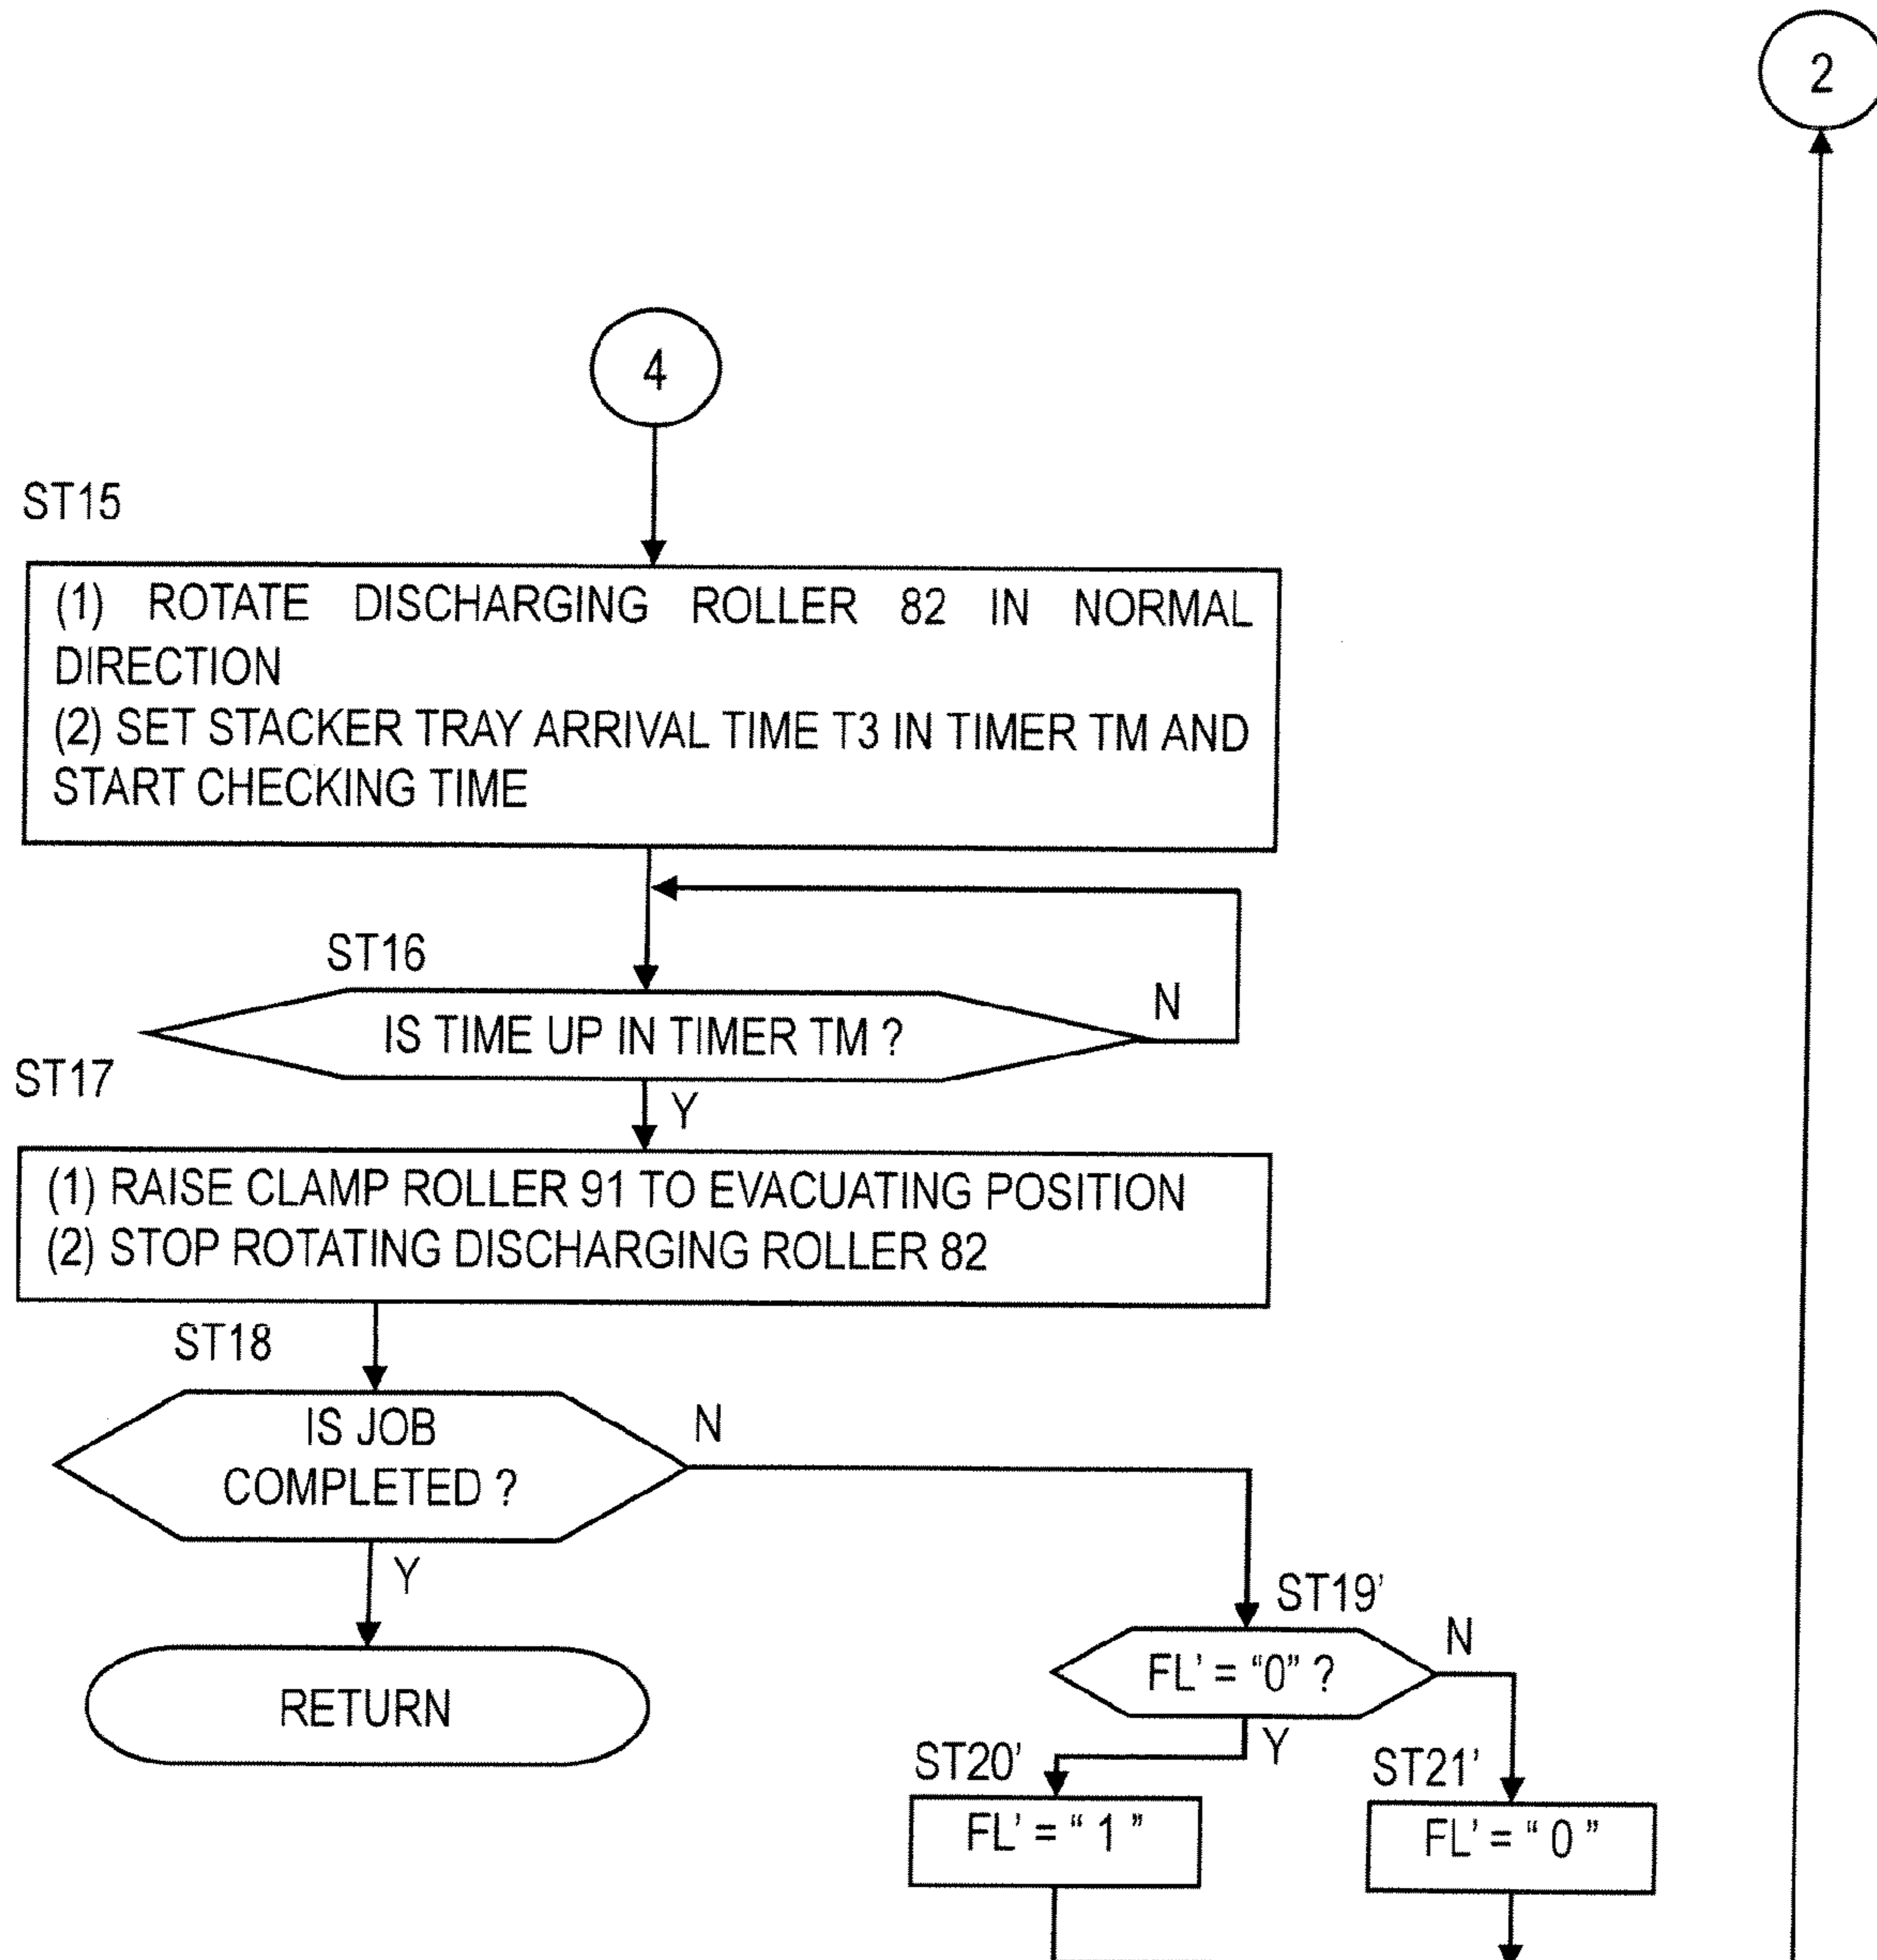 2
4
ST15
(1) ROTATE DISCHARGING ROLLER 82 IN NORMAL
DIRECTION
(2) SET STACKER TRAY ARRIVAL TIME T3 IN TIMER TM AND
START CHECKING TIME
ST16
IS TIME UP IN TIMER TM ?
N
ST17
Y
(1) RAISE CLAMP ROLLER 91 TO EVACUATING POSITION
(2) STOP ROTATING DISCHARGING ROLLER 82
ST18
IS JOB
COMPLETED ?
N
Y
RETURN
ST19'
FL' = “0” ?
N
Y
ST20'
FL' = “ 1 ”
ST21'
FL' = “ 0 ”